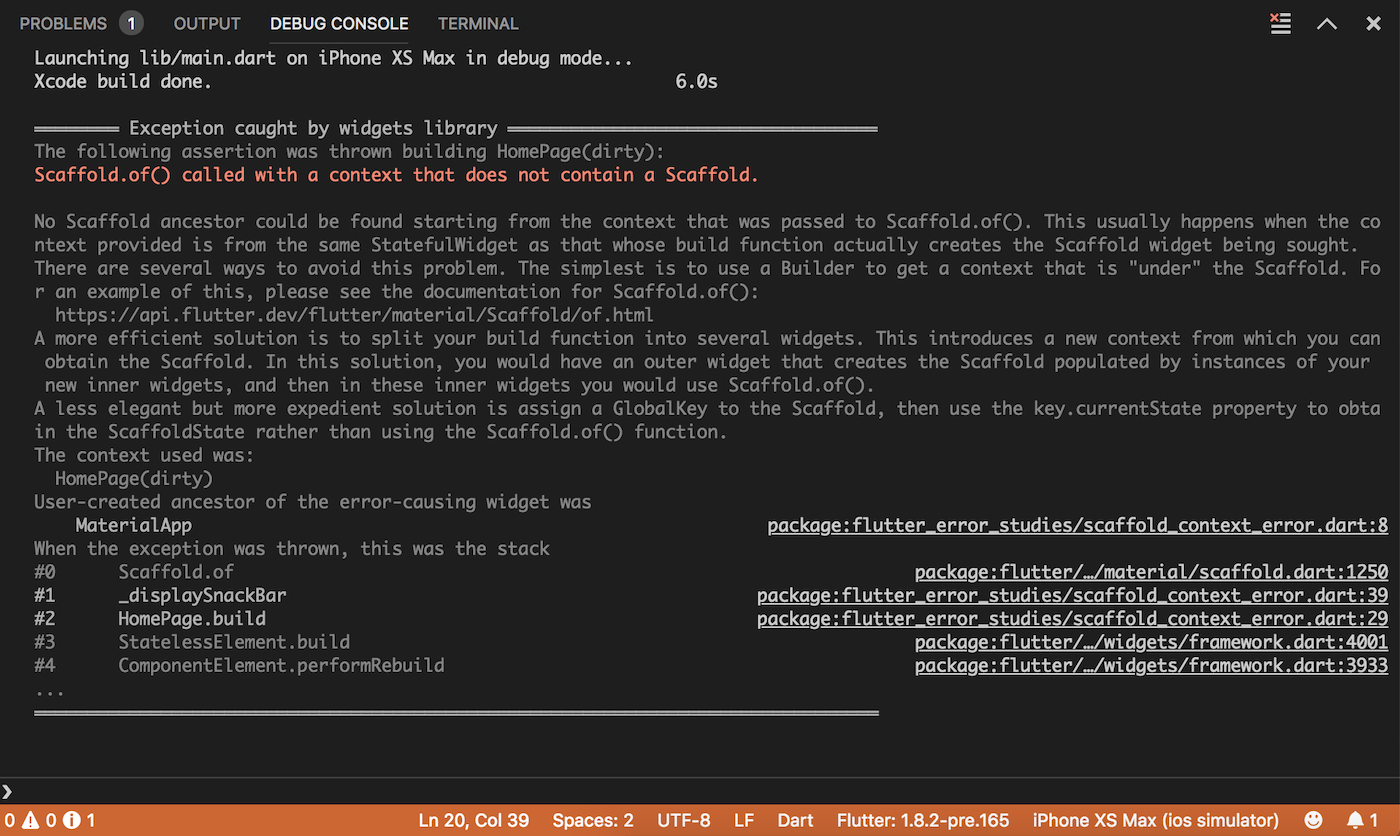 PROBLEMS 1 OUTPUT DEBUG CONSOLE TERMINAL
Launching lib/main.dart on iPhone XS Max in debug mode...
Xcode build done. 6.0s
════════ Exception caught by widgets library ═══════════════════════════════════
The following assertion was thrown building HomePage(dirty):
Scaffold.of() called with a context that does not contain a Scaffold.
No Scaffold ancestor could be found starting from the context that was passed to Scaffold.of(). This usually happens when the co
ntext provided is from the same StatefulWidget as that whose build function actually creates the Scaffold widget being sought.
There are several ways to avoid this problem. The simplest is to use a Builder to get a context that is "under" the Scaffold. Fo
r an example of this, please see the documentation for Scaffold.of():
https://api.flutter.dev/flutter/material/Scaffold/of.html
A more efficient solution is to split your build function into several widgets. This introduces a new context from which you can
obtain the Scaffold. In this solution, you would have an outer widget that creates the Scaffold populated by instances of your
new inner widgets, and then in these inner widgets you would use Scaffold.of().
A less elegant but more expedient solution is assign a GlobalKey to the Scaffold, then use the key.currentState property to obta
in the ScaffoldState rather than using the Scaffold.of() function.
The context used was:
HomePage(dirty)
User-created ancestor of the error-causing widget was
MaterialApp package:flutter_error_studies/scaffold_context_error.dart:8
When the exception was thrown, this was the stack
#0 Scaffold.of package:flutter/…/material/scaffold.dart:1250
#1 _displaySnackBar package:flutter_error_studies/scaffold_context_error.dart:39
#2 HomePage.build package:flutter_error_studies/scaffold_context_error.dart:29
#3 StatelessElement.build package:flutter/…/widgets/framework.dart:4001
#4 ComponentElement.performRebuild package:flutter/…/widgets/framework.dart:3933
...
════════════════════════════════════════════════════════════════════════════════
❯
0 0 1 Ln 20, Col 39 Spaces: 2 UTF-8 LF Dart Flutter: 1.8.2-pre.165 iPhone XS Max (ios simulator) 1